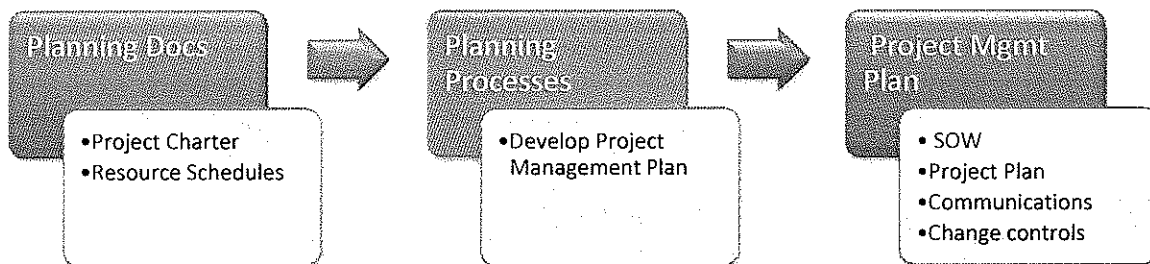 Planning Docs
•Project Charter
•Resource Schedules
Planning
Processes
•Develop Project
Management Plan
Project Mgmt
Plan
• SOW
•Project Plan
•Communications
•Change controls